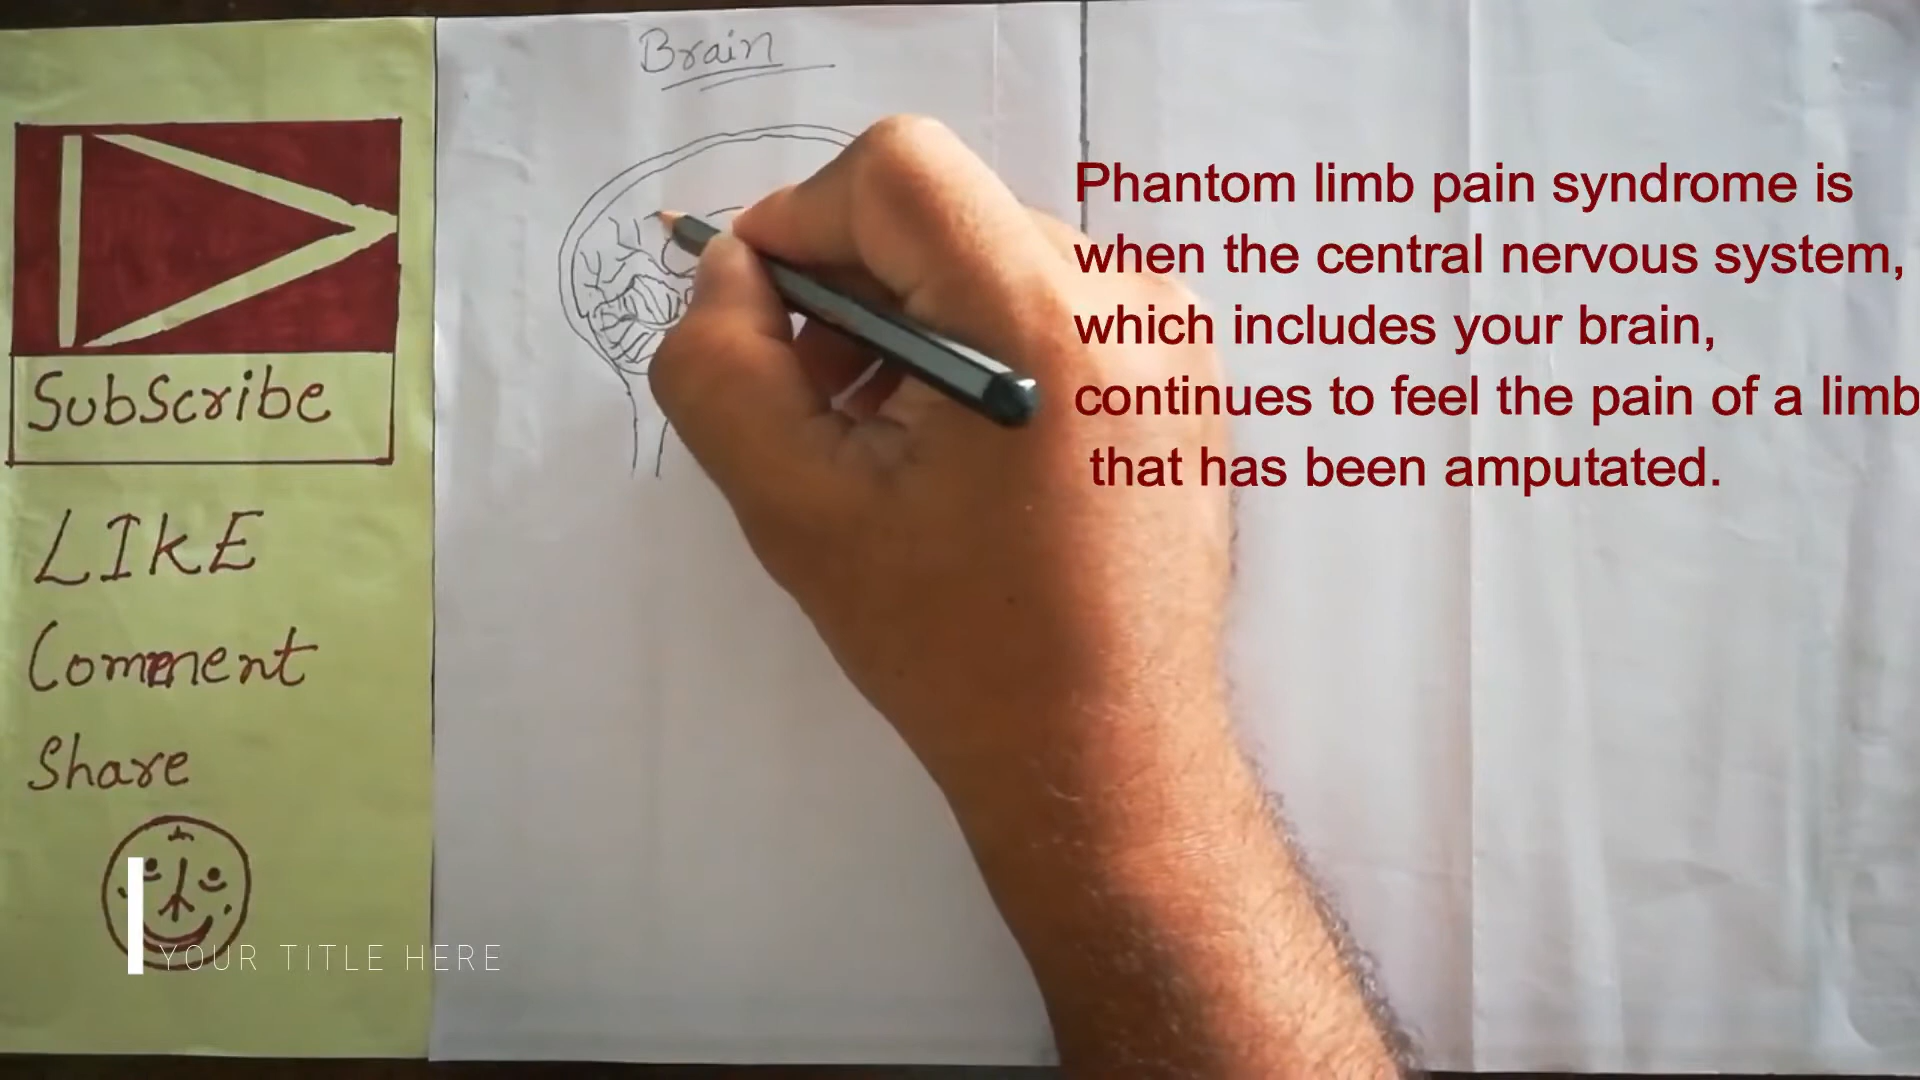 Brain
Phantom limb pain syndrome is
when the central nervous system,
which includes your brain,
continues to feel the pain of a limb
that has been amputated.
Subscribe
LIkE
Comment
Share
YOUR TITLE HERE